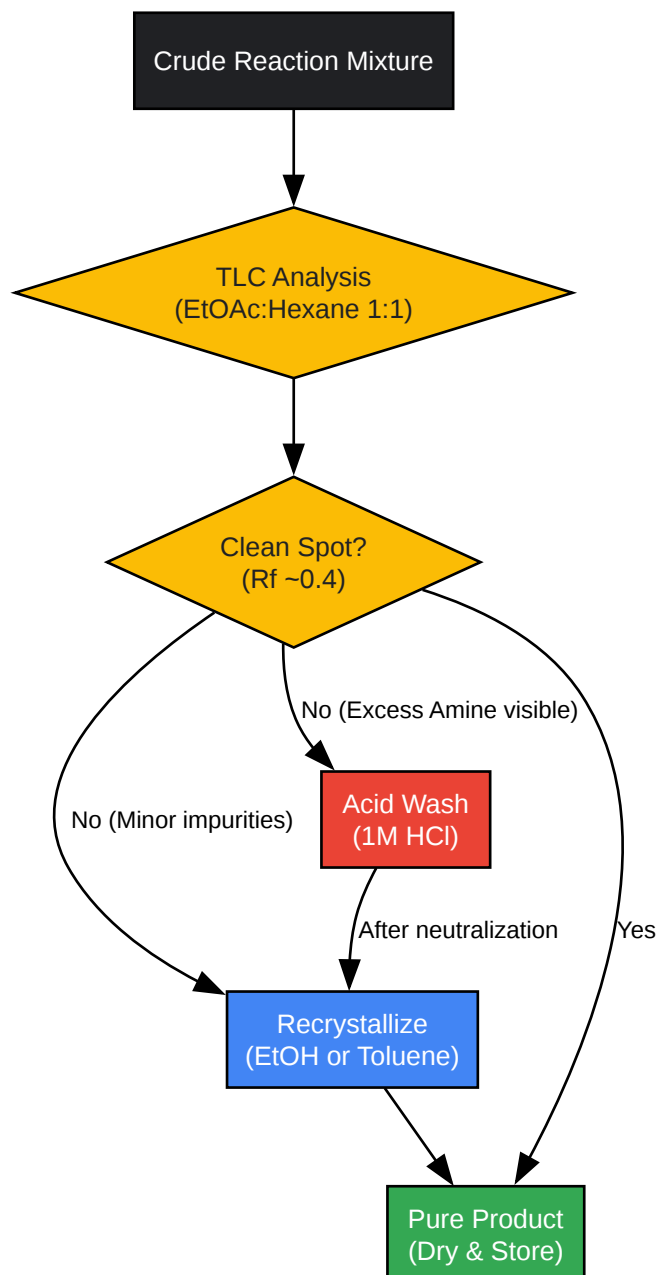 Crude Reaction Mixture
TLC Analysis
(EtOAc:Hexane 1:1)
Clean Spot?
(Rf ~0.4)
No (Excess Amine visible)
Acid Wash
(1M HCl)
No (Minor impurities)
After neutralization
Yes
Recrystallize
(EtOH or Toluene)
Pure Product
(Dry & Store)